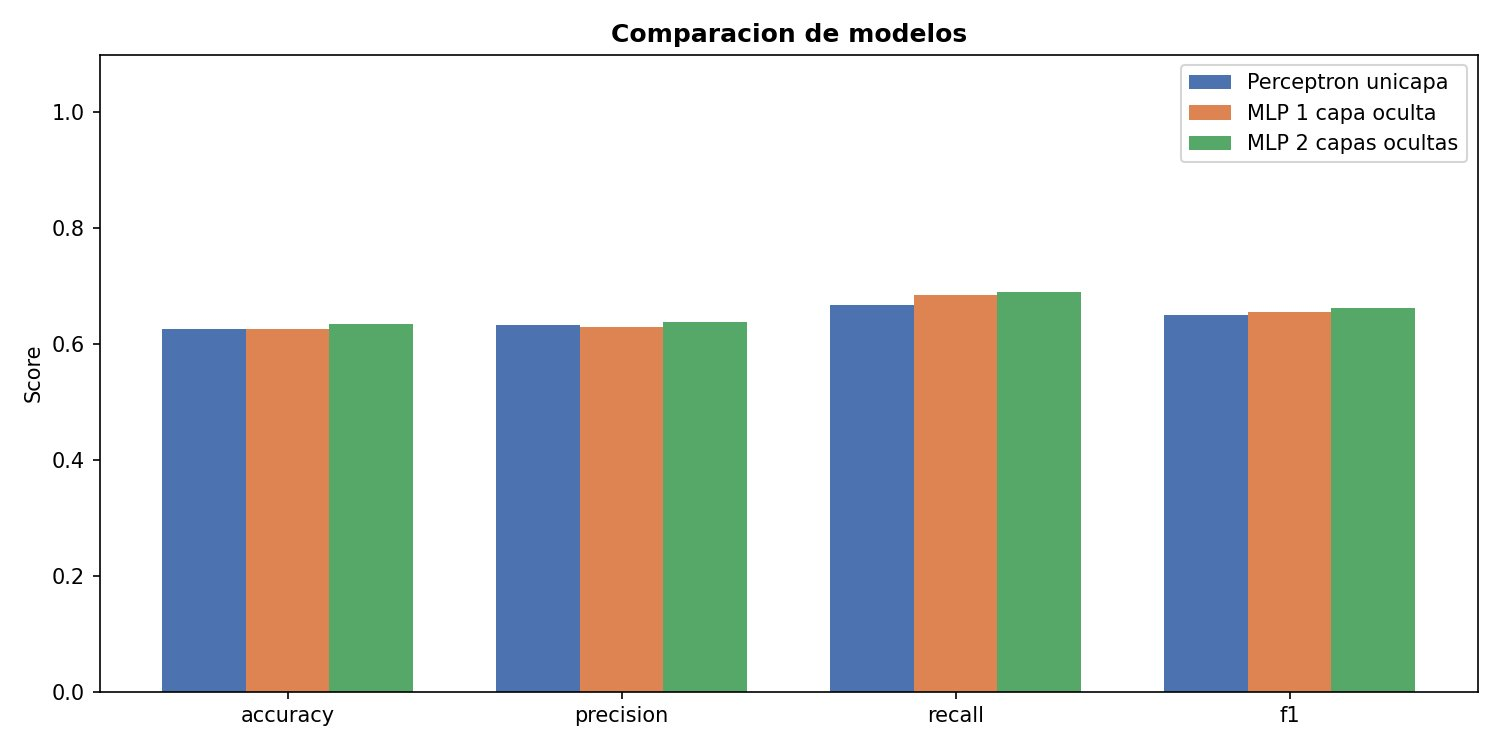 Comparacion de modelos
Perceptron unicapa
MLP 1 capa oculta
MLP 2 capas ocultas
Score
1.0
0.8
0.6
0.4
0.2
0.0
accuracy precision recall f1